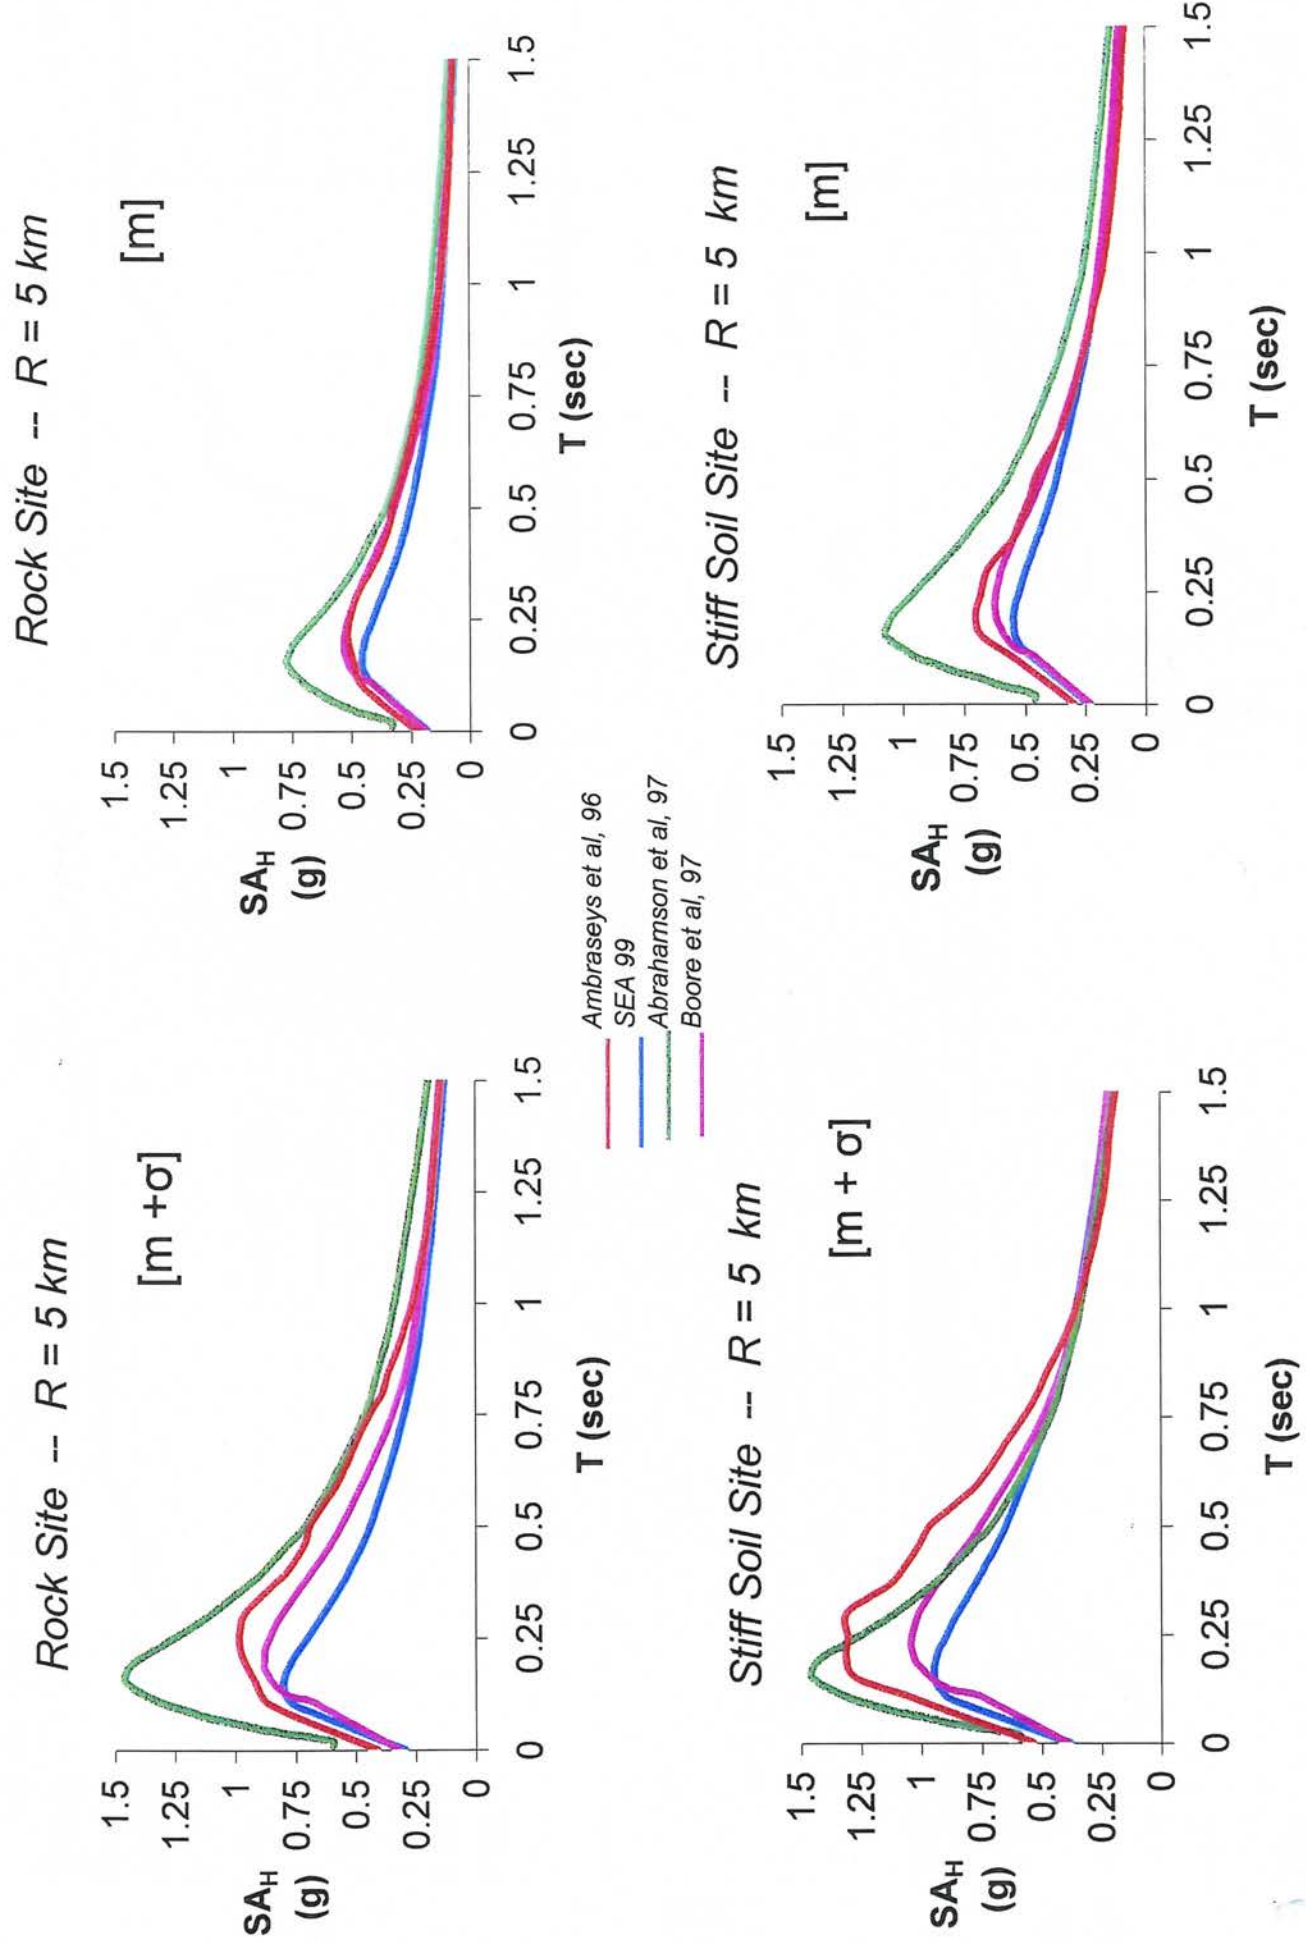 Rock Site -- R = 5 km
[m +σ]
1.5
1.25
1
0.75
0.5
0.25
0
SA_H
(g)
0
0.25
0.5
0.75
1
1.25
1.5
T (sec)
Rock Site -- R = 5 km
[m]
1.5
1.25
1
0.75
0.5
0.25
0
SA_H
(g)
0
0.25
0.5
0.75
1
1.25
1.5
T (sec)
Ambraseys et al, 96
SEA 99
Abrahamson et al, 97
Boore et al, 97
Stiff Soil Site -- R = 5 km
[m + σ]
1.5
1.25
1
0.75
0.5
0.25
0
SA_H
(g)
0
0.25
0.5
0.75
1
1.25
1.5
T (sec)
Stiff Soil Site -- R = 5 km
[m]
1.5
1.25
1
0.75
0.5
0.25
0
SA_H
(g)
0
0.25
0.5
0.75
1
1.25
1.5
T (sec)